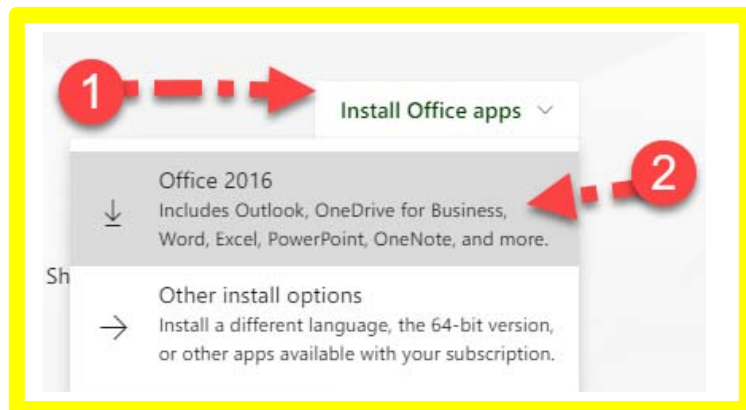 1
Install Office apps
Office 2016
2
Includes Outlook, OneDrive for Business,
Word, Excel, PowerPoint, OneNote, and more.
Sh
Other install options
Install a different language, the 64-bit version,
or other apps available with your subscription.